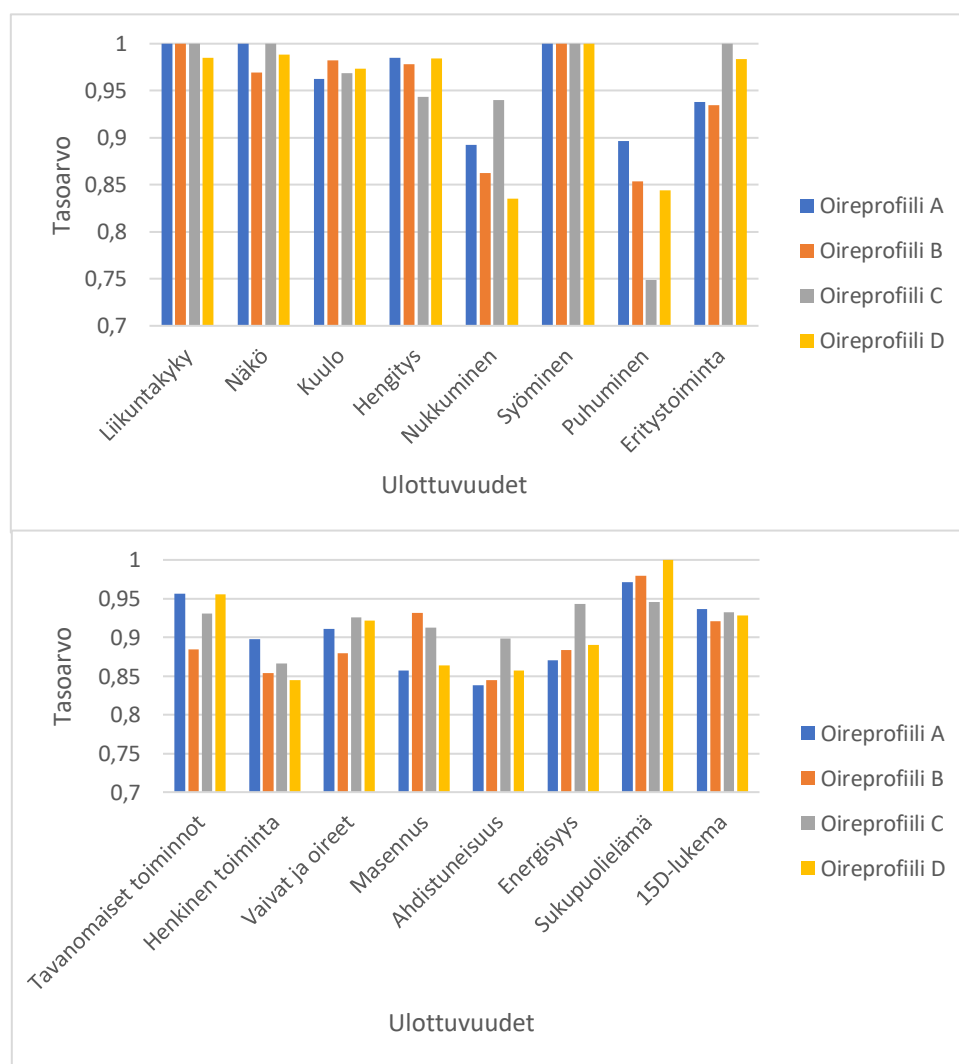 1
0,95
0,9
0,85
0,8
0,75
0,7
Tasoarvo
Liikuntakyky
Näkö
Kuulo
Hengitys
Nukkuminen
Syöminen
Puhuminen
Eritystoiminta
Ulottuvuudet
Oireprofiili A
Oireprofiili B
Oireprofiili C
Oireprofiili D
1
0,95
0,9
0,85
0,8
0,75
0,7
Tasoarvo
Tavanomaiset toiminnot
Henkinen toiminta
Vaivat ja oireet
Masennus
Ahdistuneisuus
Energisyys
Sukupuolielämä
15D-lukema
Ulottuvuudet
Oireprofiili A
Oireprofiili B
Oireprofiili C
Oireprofiili D